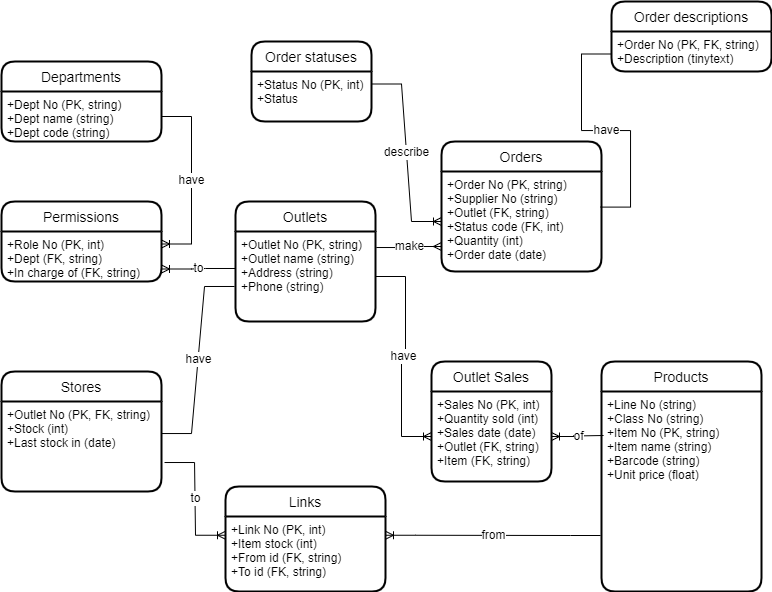 Order descriptions
+Order No (PK, FK, string)
+Description (tinytext)
Order statuses
+Status No (PK, int)
+Status
Departments
+Dept No (PK, string)
+Dept name (string)
+Dept code (string)
have
describe
have
Orders
+Order No (PK, string)
+Supplier No (string)
+Outlet (FK, string)
+Status code (FK, int)
+Quantity (int)
+Order date (date)
Permissions
+Role No (PK, int)
+Dept (FK, string)
+In charge of (FK, string)
to
Outlets
+Outlet No (PK, string)
+Outlet name (string)
+Address (string)
+Phone (string)
make
have
have
Stores
+Outlet No (PK, FK, string)
+Stock (int)
+Last stock in (date)
Outlet Sales
+Sales No (PK, int)
+Quantity sold (int)
+Sales date (date)
+Outlet (FK, string)
+Item (FK, string)
of
Products
+Line No (string)
+Class No (string)
+Item No (PK, string)
+Item name (string)
+Barcode (string)
+Unit price (float)
to
Links
+Link No (PK, int)
+Item stock (int)
+From id (FK, string)
+To id (FK, string)
from